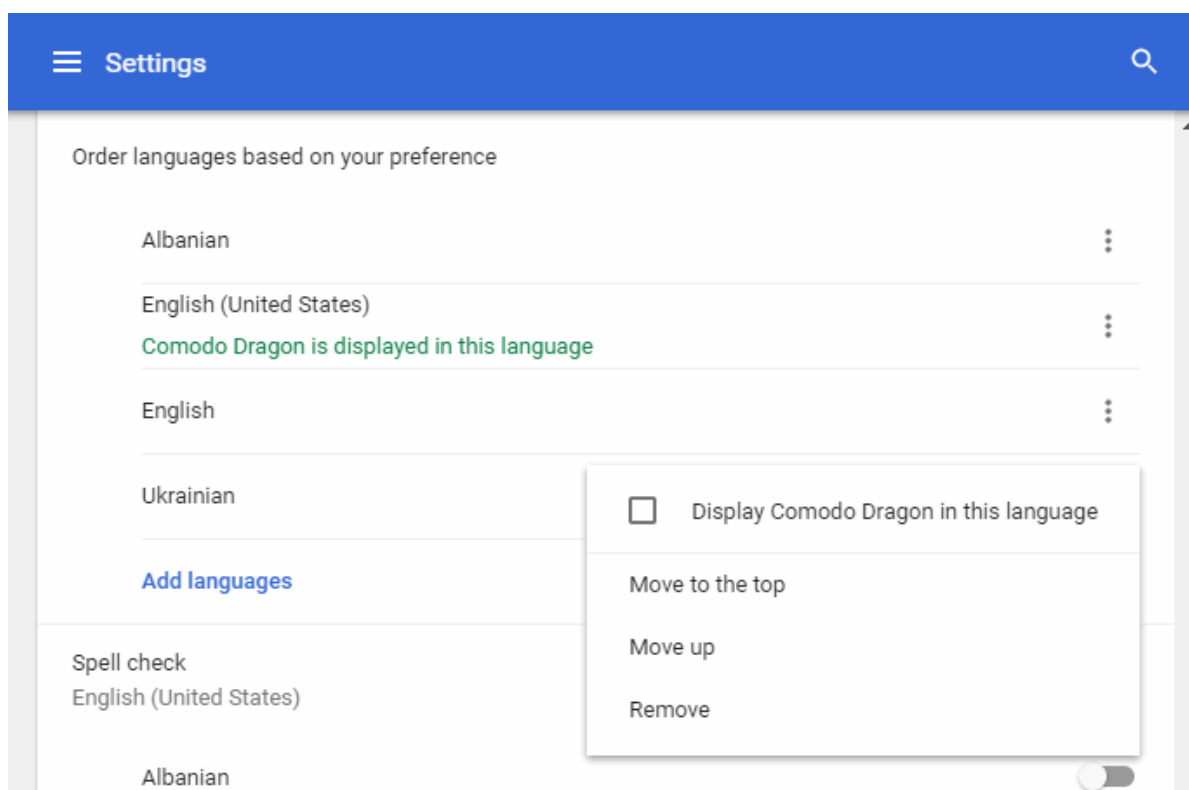 Settings
Order languages based on your preference
Albanian
English (United States)
Comodo Dragon is displayed in this language
English
Ukrainian
Display Comodo Dragon in this language
Add languages
Move to the top
Move up
Remove
Spell check
English (United States)
Albanian